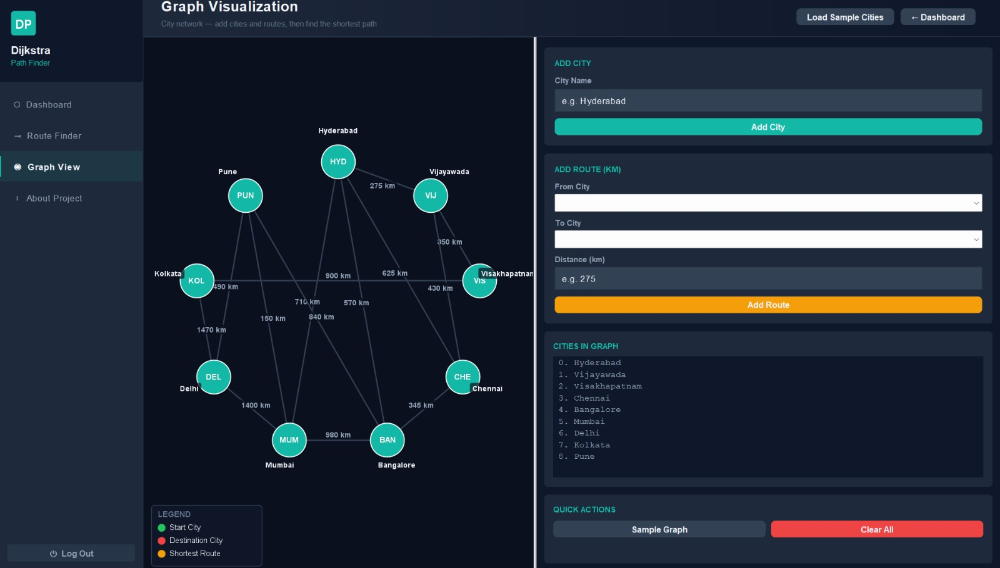 DP
Dijkstra
Path Finder
Dashboard
Route Finder
Graph View
i About Project
Log Out
Graph Visualization
City network — add cities and routes, then find the shortest path
Load Sample Cities
← Dashboard
Hyderabad
HYD
Pune
PUN
Vijayawada
VIJ
275 km
350 km
Kolkata
KOL
490 km
900 km
625 km
430 km
Visakhapatnam
VIS
710 km
570 km
150 km
840 km
1470 km
DEL
Delhi
CHE
Chennai
1400 km
345 km
MUM
980 km
BAN
Mumbai
Bangalore
LEGEND
Start City
Destination City
Shortest Route
ADD CITY
City Name
e.g. Hyderabad
Add City
ADD ROUTE (KM)
From City
To City
Distance (km)
e.g. 275
Add Route
CITIES IN GRAPH
0. Hyderabad
1. Vijayawada
2. Visakhapatnam
3. Chennai
4. Bangalore
5. Mumbai
6. Delhi
7. Kolkata
8. Pune
QUICK ACTIONS
Sample Graph
Clear All